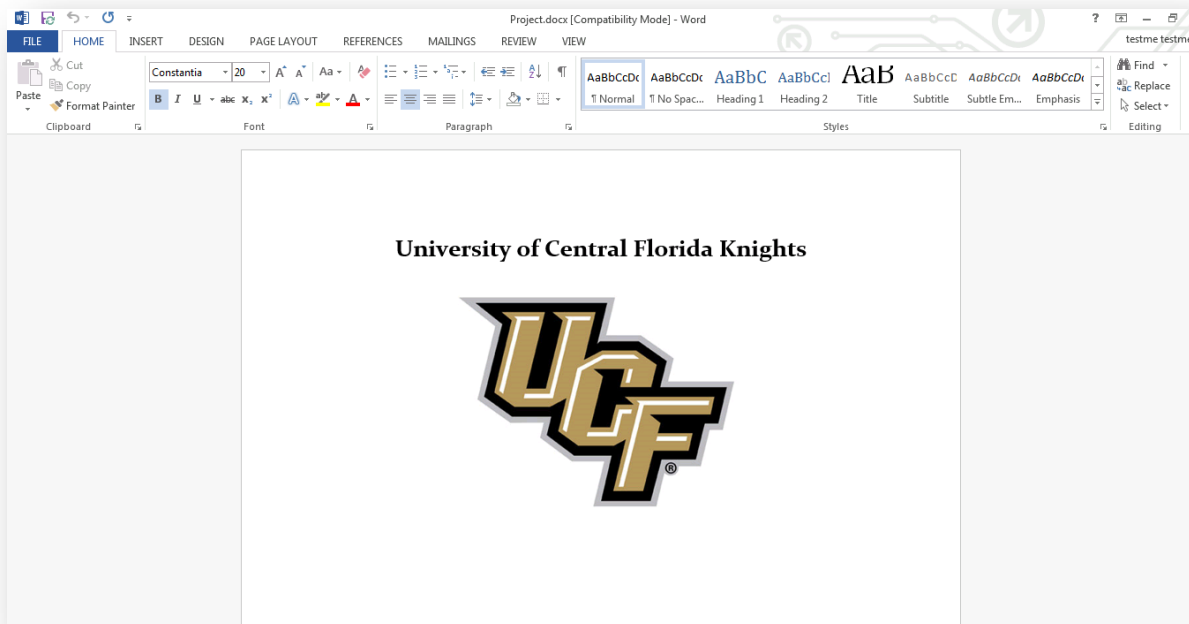 Project.docx [Compatibility Mode] - Word
FILE HOME INSERT DESIGN PAGE LAYOUT REFERENCES MAILINGS REVIEW VIEW testme testme
Paste
Cut
Copy
Format Painter
Clipboard
Constantia 20 Aa
B I U abc X₂ X² A aby A
Font
Paragraph
AaBbCcDc AaBbCcDc AaBbC AaBbCcI AaB AaBbCcD AaBbCcDc AaBbCcDc
¶ Normal ¶ No Spac... Heading 1 Heading 2 Title Subtitle Subtle Em... Emphasis
Styles
Find
Replace
Select
Editing
University of Central Florida Knights
UCF
®